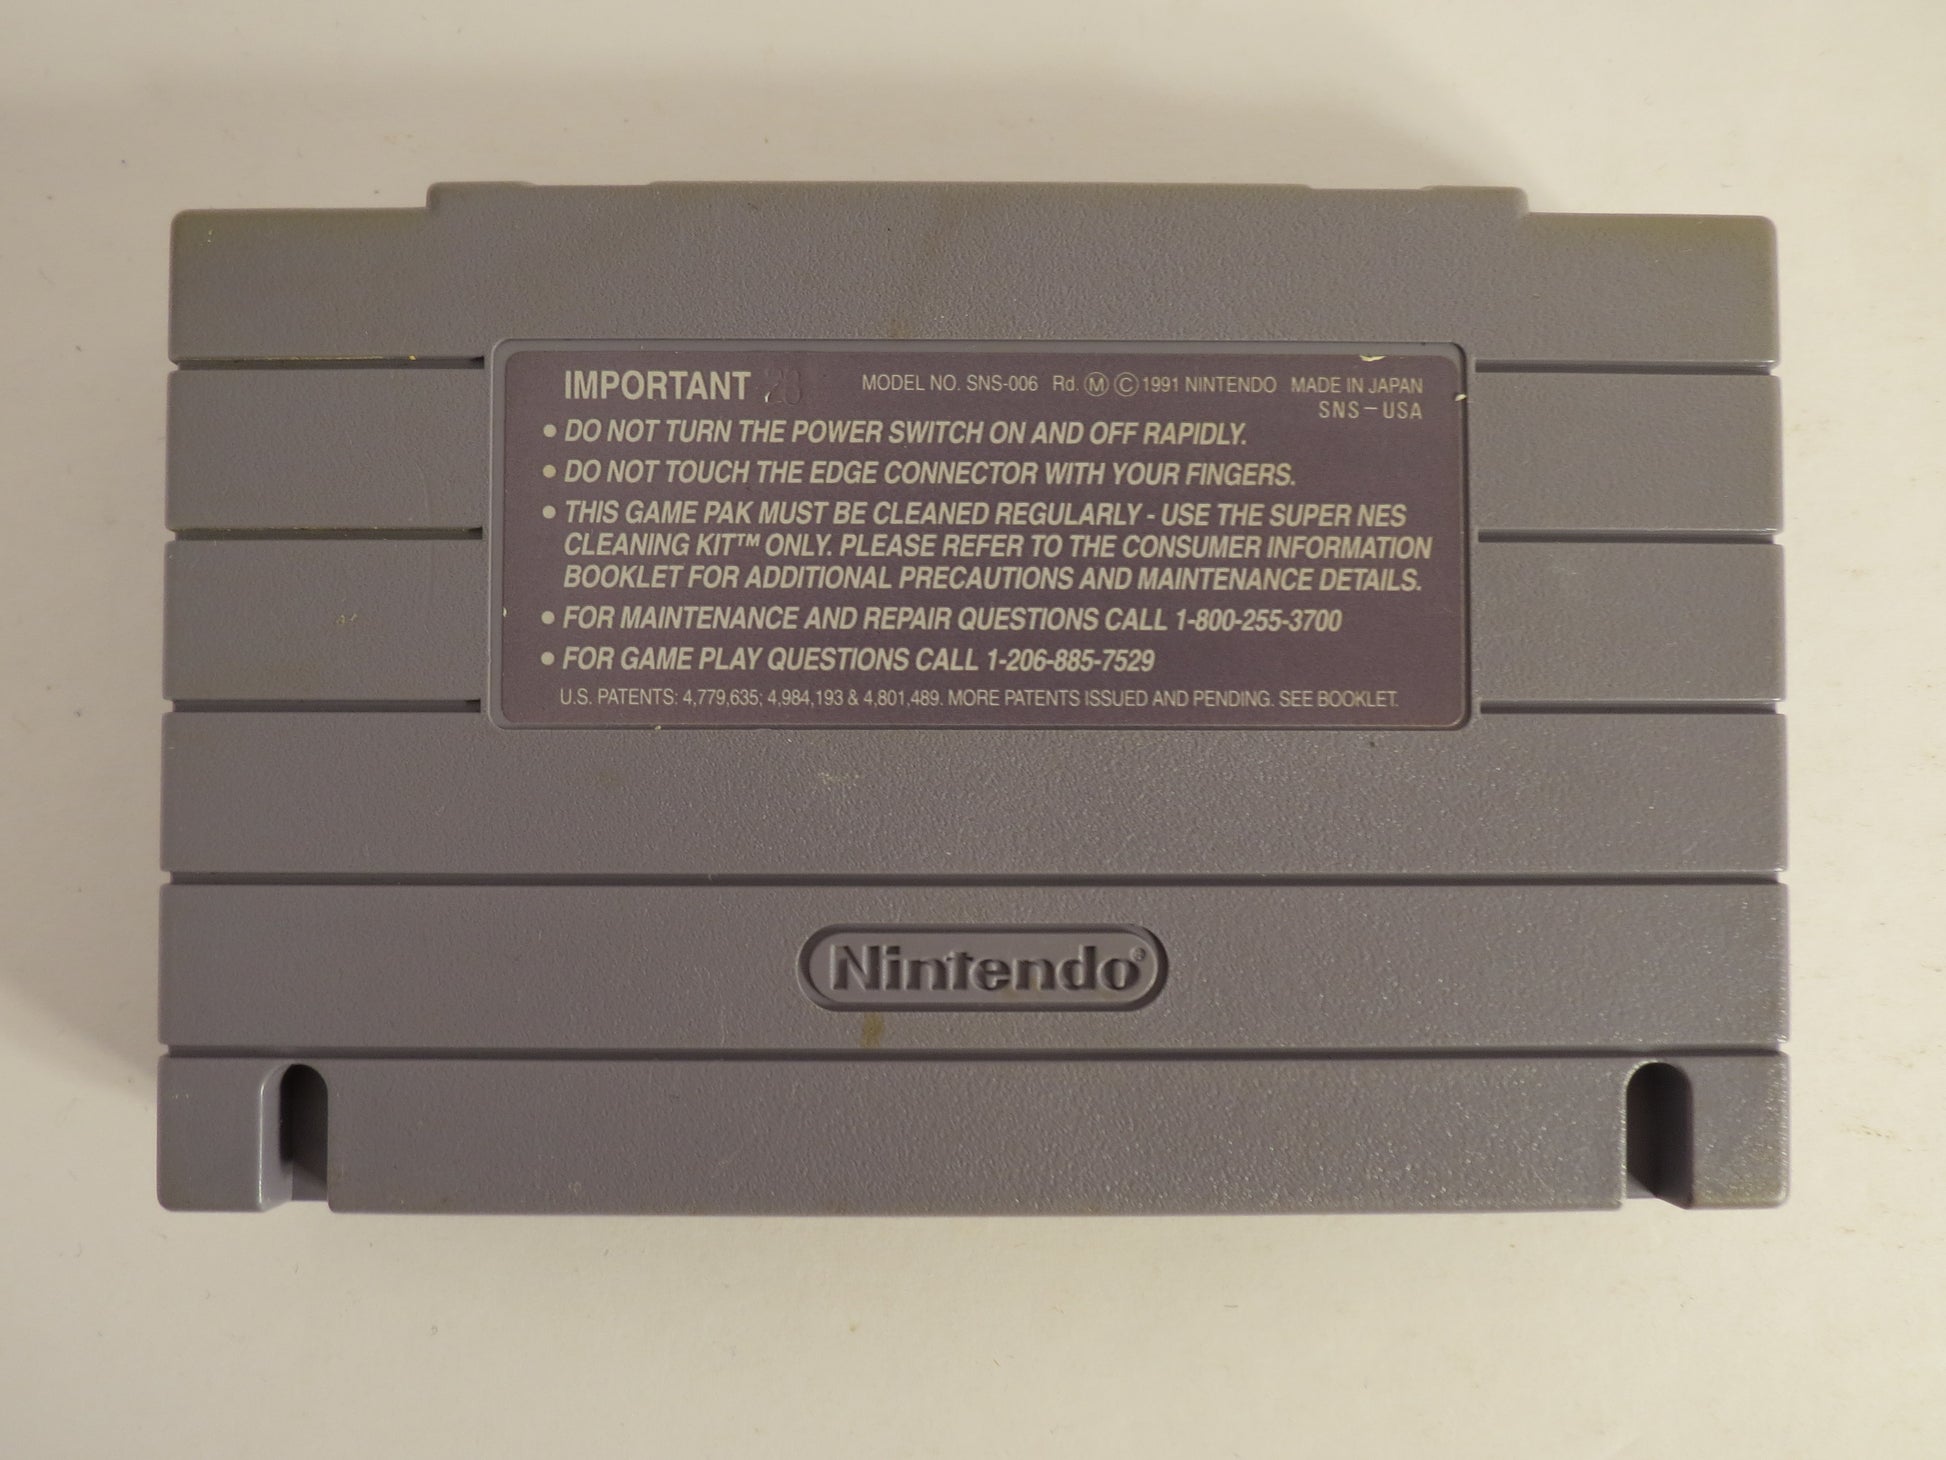 IMPORTANT 28 MODEL NO. SNS-006 Rd. Ⓜ Ⓒ 1991 NINTENDO MADE IN JAPAN
SNS-USA
• DO NOT TURN THE POWER SWITCH ON AND OFF RAPIDLY.
• DO NOT TOUCH THE EDGE CONNECTOR WITH YOUR FINGERS.
• THIS GAME PAK MUST BE CLEANED REGULARLY - USE THE SUPER NES
CLEANING KIT™ ONLY. PLEASE REFER TO THE CONSUMER INFORMATION
BOOKLET FOR ADDITIONAL PRECAUTIONS AND MAINTENANCE DETAILS.
• FOR MAINTENANCE AND REPAIR QUESTIONS CALL 1-800-255-3700
• FOR GAME PLAY QUESTIONS CALL 1-206-885-7529
U.S. PATENTS: 4,779,635; 4,984,193 & 4,801,489. MORE PATENTS ISSUED AND PENDING. SEE BOOKLET.
Nintendo®